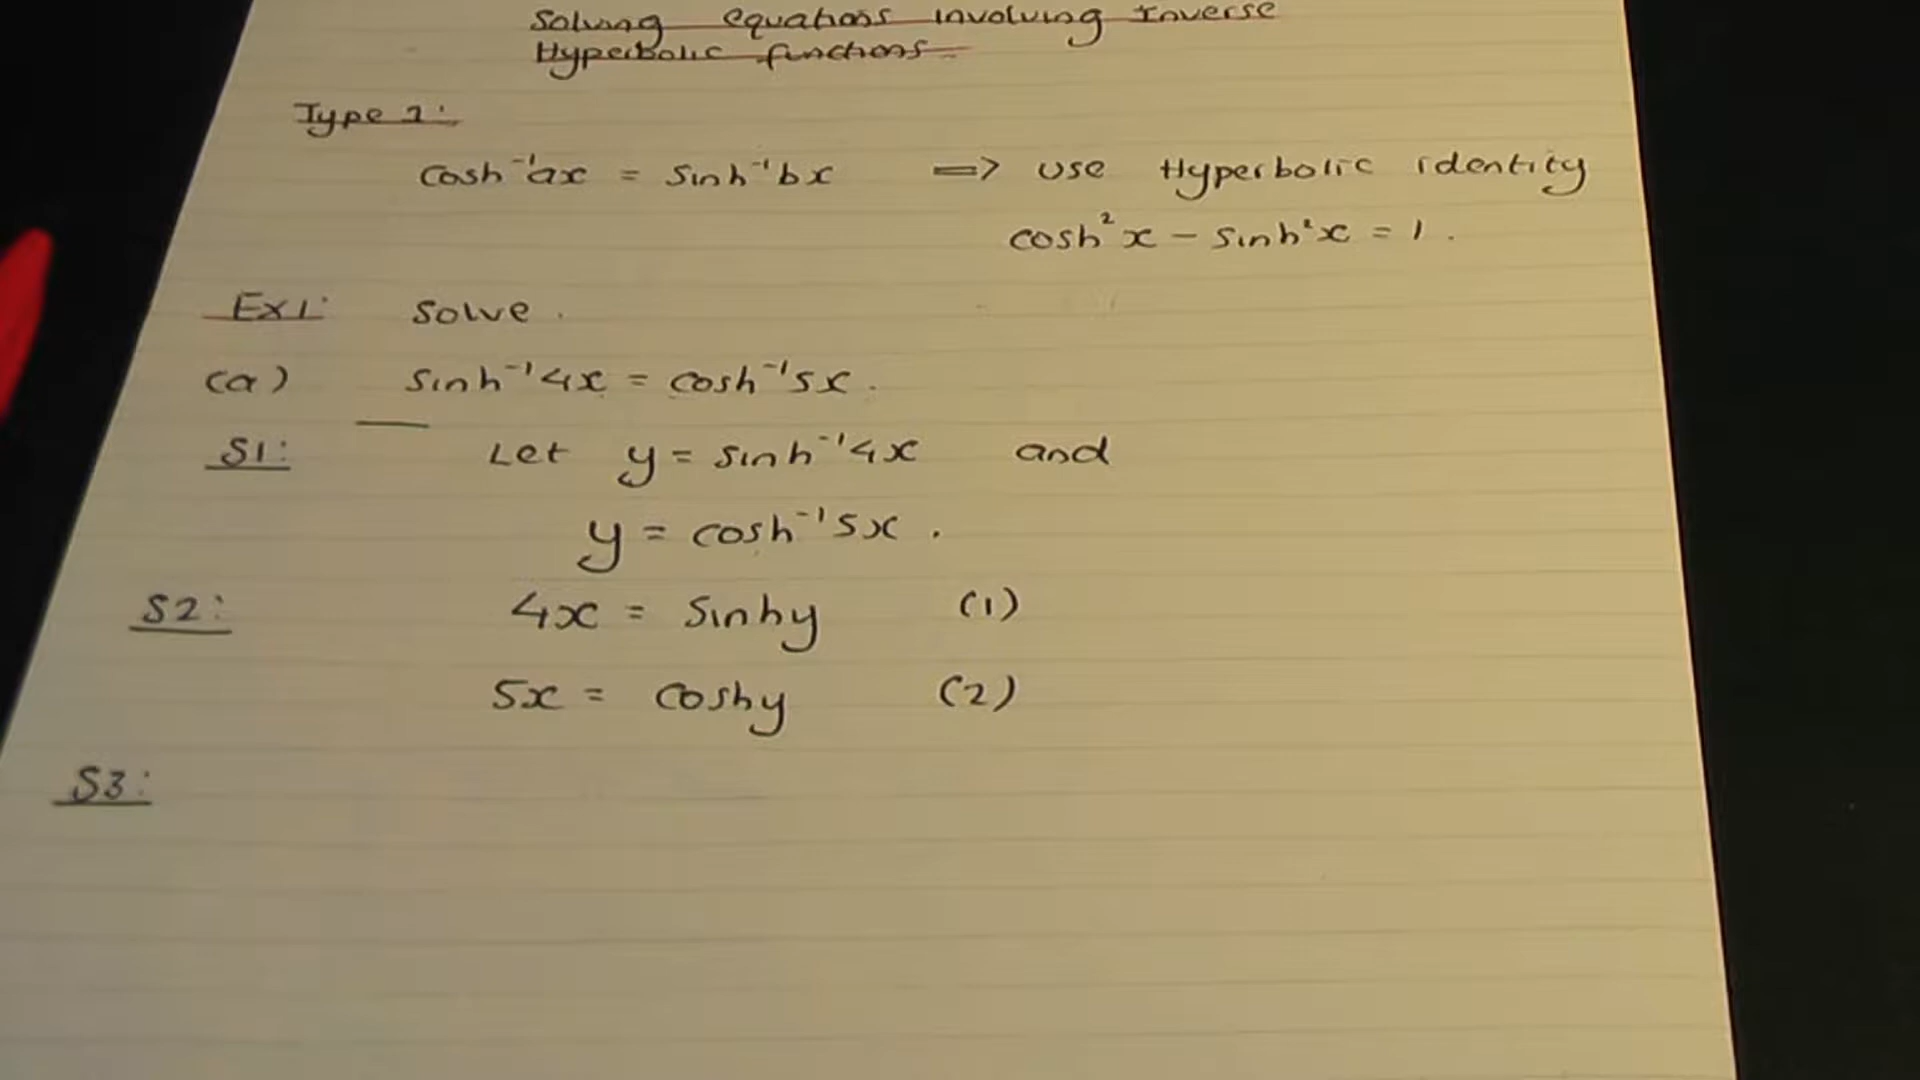 Solving equations involving Inverse
Hyperbolic functions.
Type 1:
cosh⁻¹ax = sinh⁻¹bx => use Hyperbolic identity
cosh²x - sinh²x = 1.
Ex1: Solve.
(a) sinh⁻¹4x = cosh⁻¹5x.
S1: Let y = sinh⁻¹4x and
y = cosh⁻¹5x.
S2: 4x = sinhy (1)
5x = coshy (2)
S3: